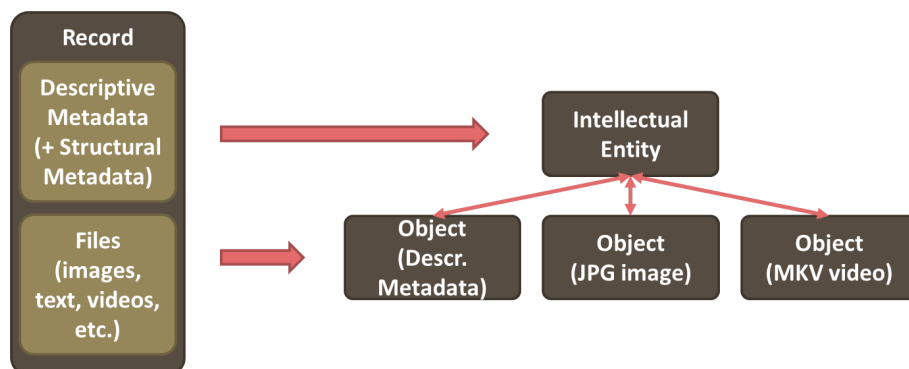 Record
Descriptive
Metadata
(+ Structural
Metadata)
Files
(images,
text, videos,
etc.)
Intellectual
Entity
Object
(Descr.
Metadata)
Object
(JPG image)
Object
(MKV video)